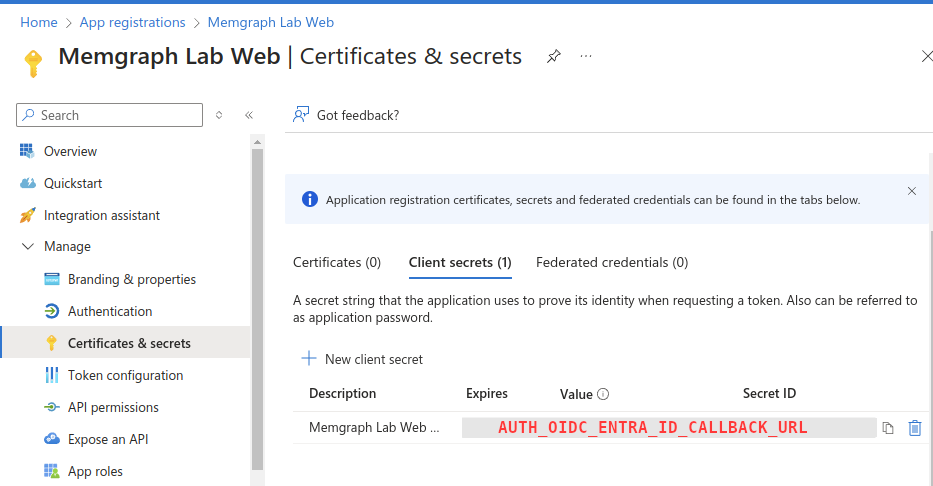 Home > App registrations > Memgraph Lab Web
Memgraph Lab Web | Certificates & secrets
Search
Got feedback?
Overview
Quickstart
Integration assistant
Manage
Branding & properties
Authentication
Certificates & secrets
Token configuration
API permissions
Expose an API
App roles
Application registration certificates, secrets and federated credentials can be found in the tabs below.
Certificates (0) Client secrets (1) Federated credentials (0)
A secret string that the application uses to prove its identity when requesting a token. Also can be referred to
as application password.
New client secret
Description Expires Value Secret ID
Memgraph Lab Web ... AUTH_OIDC_ENTRA_ID_CALLBACK_URL